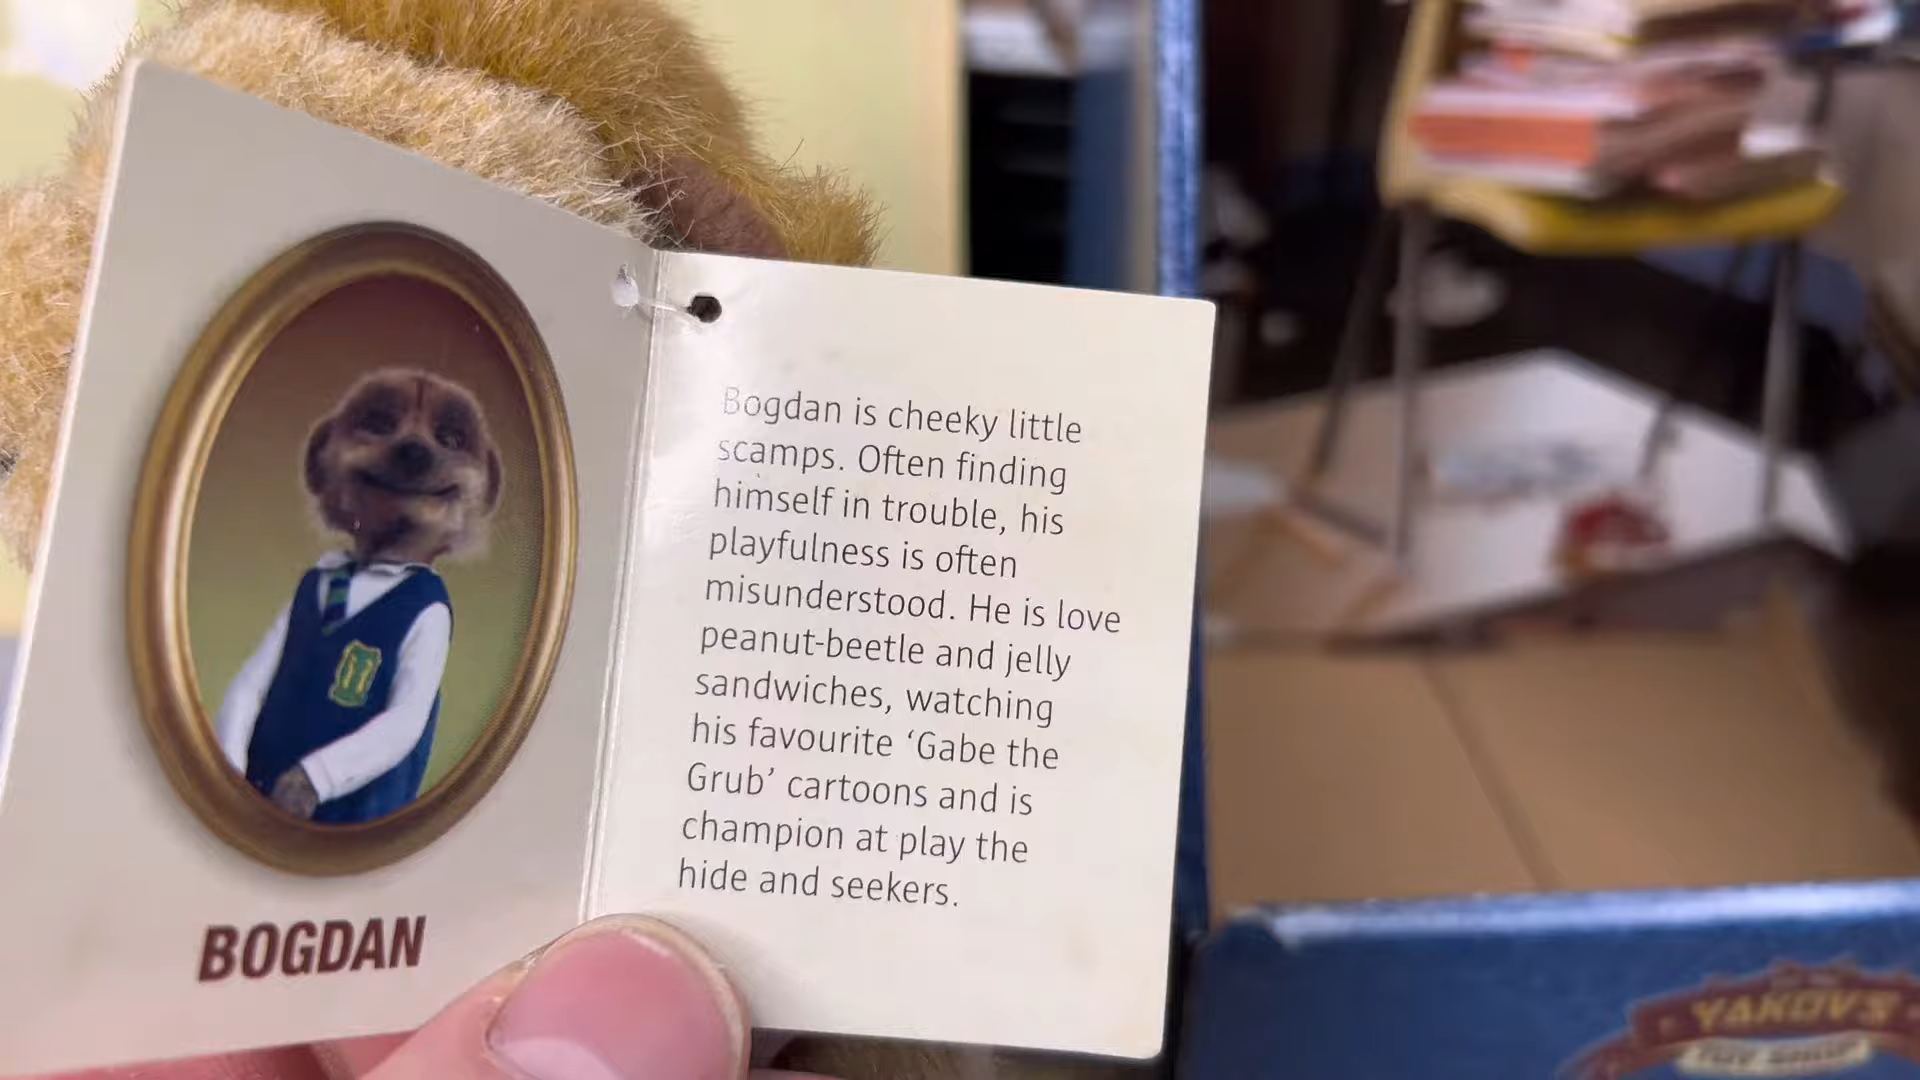 Bogdan is cheeky little
scamps. Often finding
himself in trouble, his
playfulness is often
misunderstood. He is love
peanut-beetle and jelly
sandwiches, watching
his favourite ‘Gabe the
Grub’ cartoons and is
champion at play the
hide and seekers.
BOGDAN
YAKOV'S
TOY SHOP